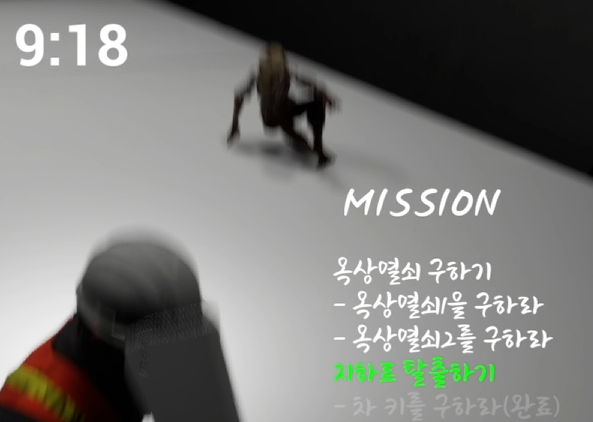 9:18
MISSION
옥상열쇠 구하기
- 옥상열쇠1을 구하라
- 옥상열쇠2를 구하라
지하로 탈출하기
- 차 키를 구하라(완료)